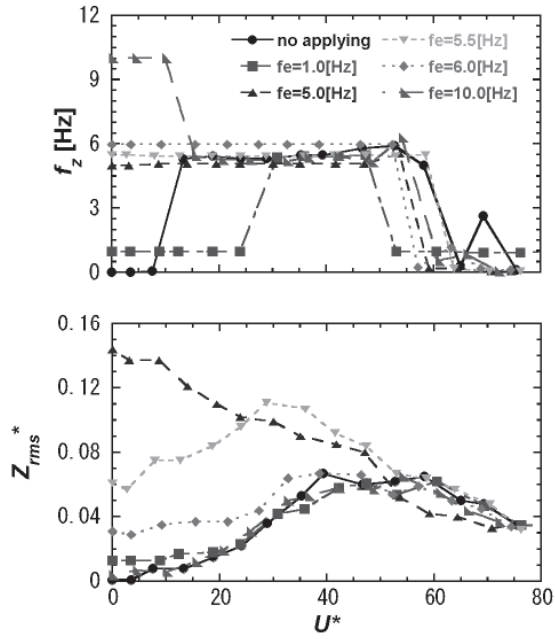 12
9
6
3
0
f_z [Hz]
no applying
fe=1.0[Hz]
fe=5.0[Hz]
fe=5.5[Hz]
fe=6.0[Hz]
fe=10.0[Hz]
0.16
0.12
0.08
0.04
0
Z_rms*
0 20 40 60 80
U*